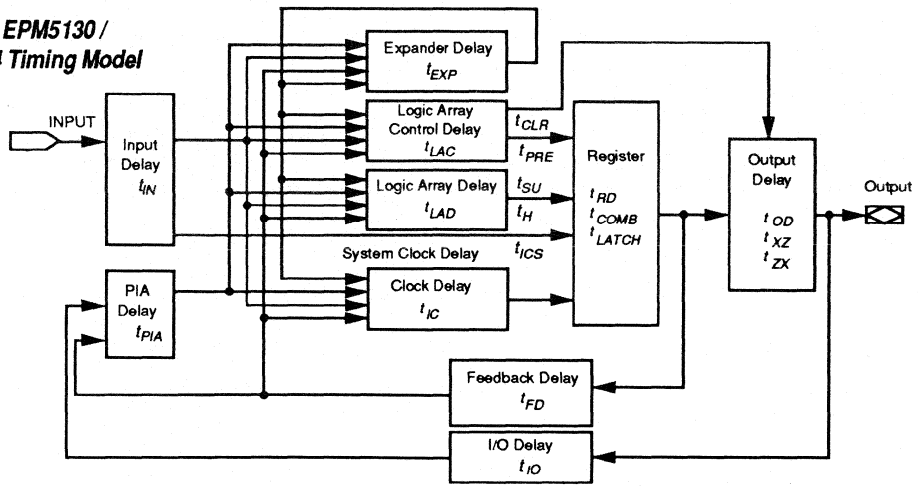 EPM5130 /
Timing Model
Expander Delay
tEXP
INPUT
Input
Delay
tIN
Logic Array
Control Delay
tLAC
tCLR
tPRE
Logic Array Delay
tLAD
tSU
tH
System Clock Delay
tICS
Clock Delay
tIC
Register
tRD
tCOMB
tLATCH
Output
Delay
tOD
tXZ
tZX
Output
PIA
Delay
tPIA
Feedback Delay
tFD
I/O Delay
tIO